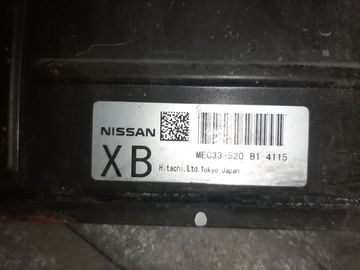 NISSAN
XB
MEC33-520 B1 4115
Hitachi,Ltd.Tokyo Japan